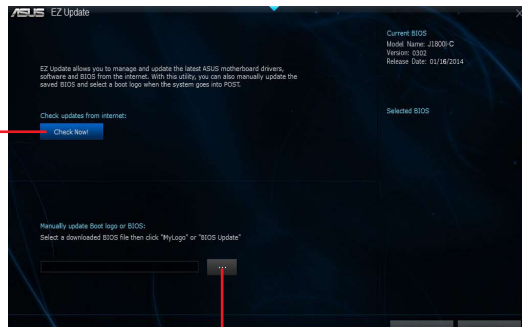 ASUS EZ Update
Current BIOS
Model Name: J1800I-C
Version: 0302
Release Date: 01/16/2014
EZ Update allows you to manage and update the latest ASUS motherboard drivers,
software and BIOS from the internet. With this utility, you can also manually update the
saved BIOS and select a boot logo when the system goes into POST.
Check updates from internet:
Selected BIOS
Check Now!
Manually update Boot logo or BIOS:
Select a downloaded BIOS file then click "MyLogo" or "BIOS Update"
...